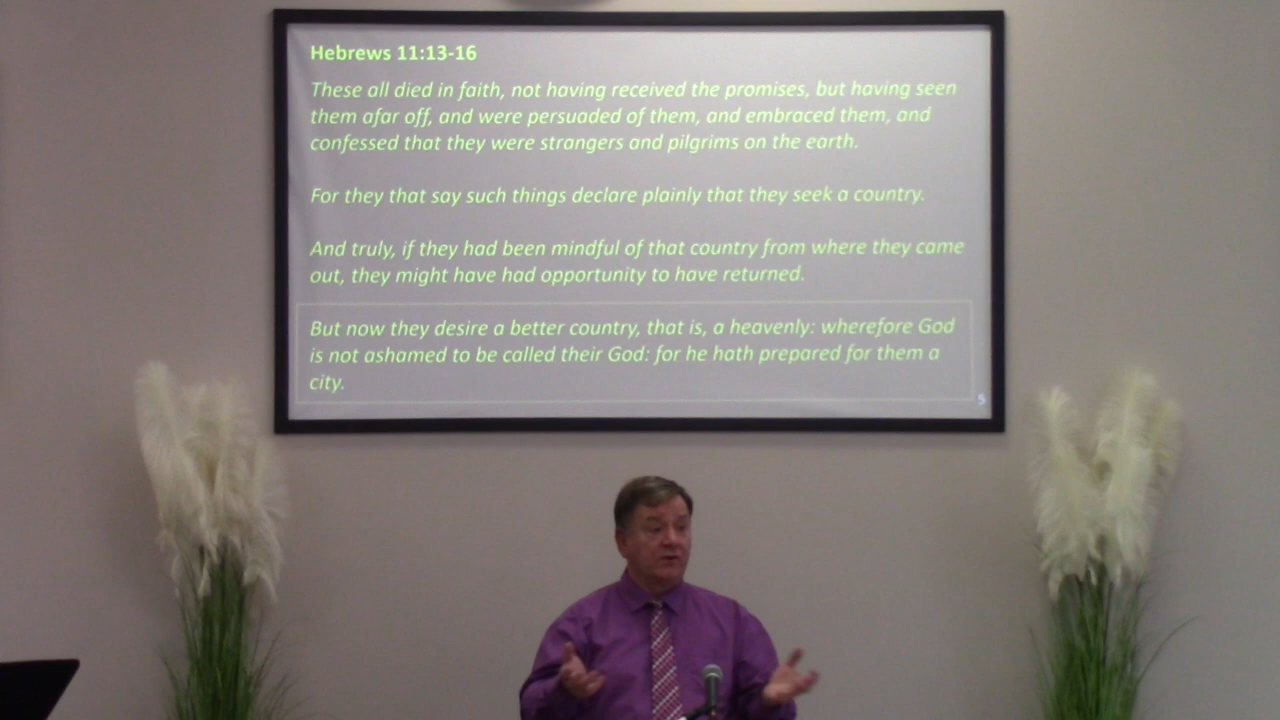 Hebrews 11:13-16
These all died in faith, not having received the promises, but having seen
them afar off, and were persuaded of them, and embraced them, and
confessed that they were strangers and pilgrims on the earth.
For they that say such things declare plainly that they seek a country.
And truly, if they had been mindful of that country from where they came
out, they might have had opportunity to have returned.
But now they desire a better country, that is, a heavenly: wherefore God
is not ashamed to be called their God: for he hath prepared for them a
city.
5